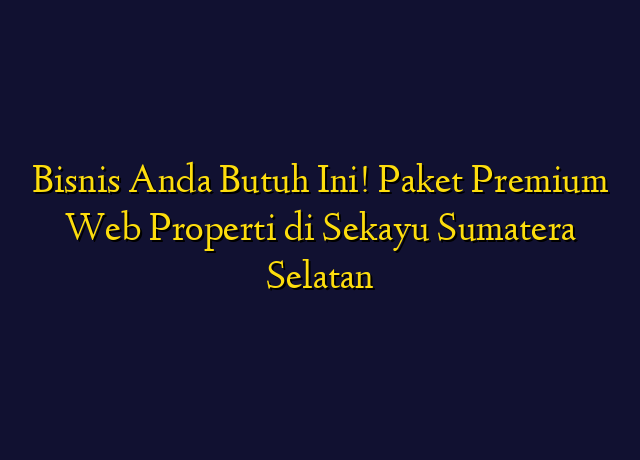 Bisnis Anda Butuh Ini! Paket Premium
Web Properti di Sekayu Sumatera
Selatan